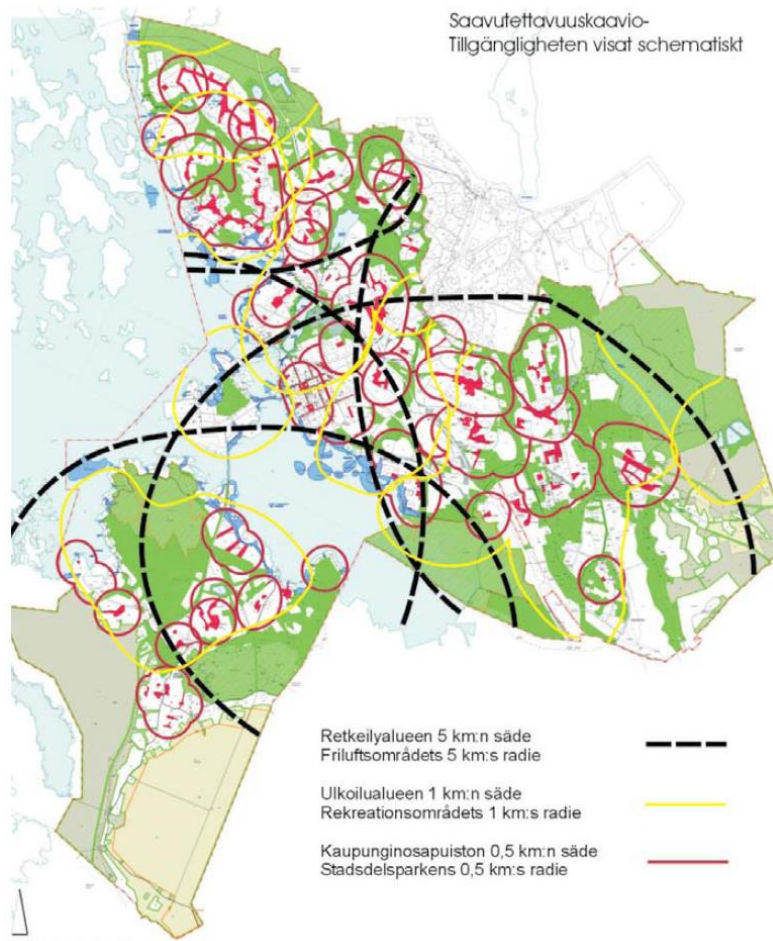 Saavutettavuuskaavio-
Tillgängligheten visat schematiskt
Retkeilyalueen 5 km:n säde
Friluftsområdets 5 km:s radie
Ulkoilualueen 1 km:n säde
Rekreationsområdets 1 km:s radie
Kaupunginosapuiston 0,5 km:n säde
Stadsdelsparkens 0,5 km:s radie